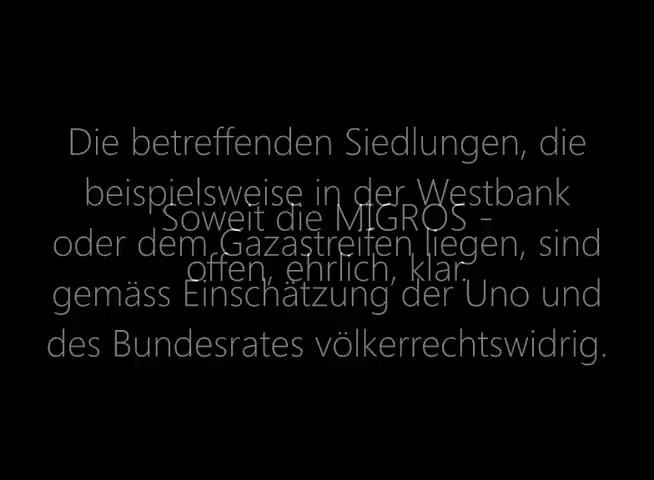 Die betreffenden Siedlungen, die
beispielsweise in der Westbank
Soweit die MIGROS -
oder dem Gazastreifen liegen, sind
offen, ehrlich, klar.
gemäss Einschätzung der Uno und
des Bundesrates völkerrechtswidrig.